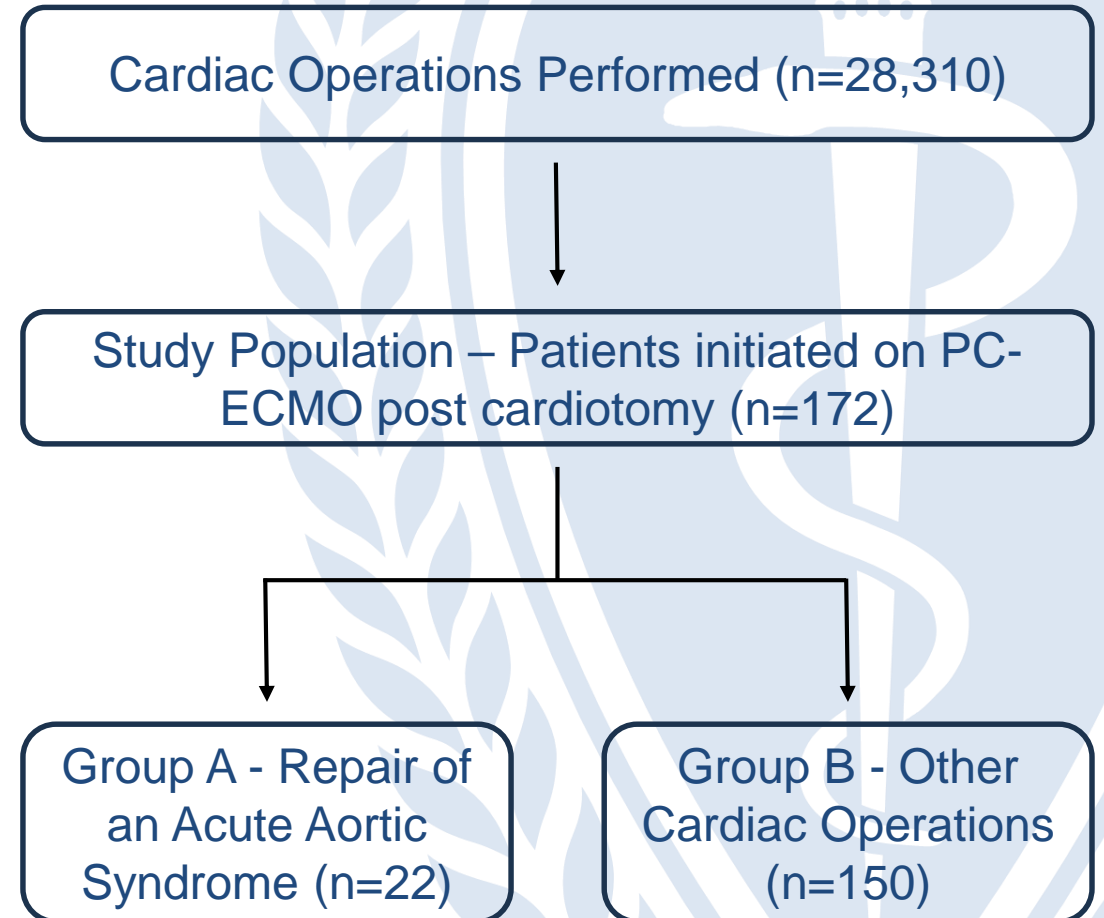 Cardiac Operations Performed (n=28,310)
Study Population – Patients initiated on PC-
ECMO post cardiotomy (n=172)
Group A - Repair of
an Acute Aortic
Syndrome (n=22)
Group B - Other
Cardiac Operations
(n=150)